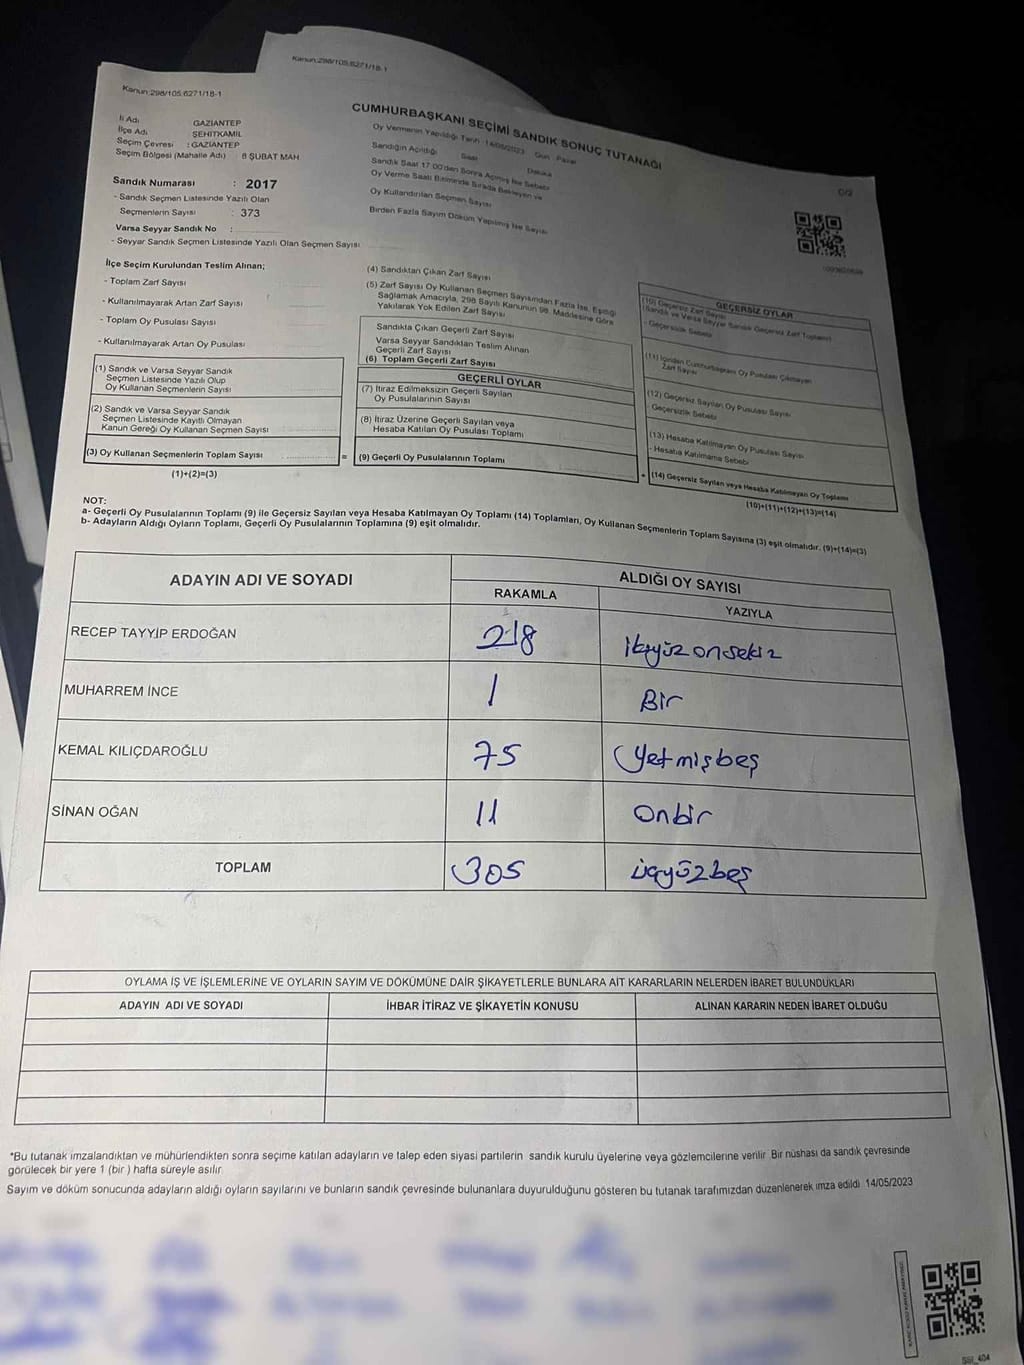 Kanun:298/105.6271/18-1
Kanun:298/105.6271/18-1
CUMHURBAŞKANI SEÇİMİ SANDIK SONUÇ TUTANAĞI
İl Adı GAZİANTEP
İlçe Adı ŞEHİTKAMİL
Seçim Çevresi : GAZİANTEP
Seçim Bölgesi (Mahalle Adı) 8 ŞUBAT MAH
Oy Vermenin Yapıldığı Tarih 14/05/2023 Gün Pazar
Sandığın Açıldığı Saat Dakika
Sandık Saat 17.00'den Sonra Açılmış İse Sebebi
Oy Verme Saati Bitiminde Sırada Bekleyen ve
Oy Kullandırılan Seçmen Sayısı
Birden Fazla Sayım Döküm Yapılmış İse Sayısı
Sandık Numarası : 2017
- Sandık Seçmen Listesinde Yazılı Olan
Seçmenlerin Sayısı : 373
Varsa Seyyar Sandık No :
- Seyyar Sandık Seçmen Listesinde Yazılı Olan Seçmen Sayısı
İlçe Seçim Kurulundan Teslim Alınan;
- Toplam Zarf Sayısı
- Kullanılmayarak Artan Zarf Sayısı
- Toplam Oy Pusulası Sayısı
- Kullanılmayarak Artan Oy Pusulası
(1) Sandık ve Varsa Seyyar Sandık
Seçmen Listesinde Yazılı Olup
Oy Kullanan Seçmenlerin Sayısı
(2) Sandık ve Varsa Seyyar Sandık
Seçmen Listesinde Kayıtlı Olmayan
Kanun Gereği Oy Kullanan Seçmen Sayısı
(3) Oy Kullanan Seçmenlerin Toplam Sayısı
(1)+(2)=(3)
(4) Sandıktan Çıkan Zarf Sayısı
(5) Zarf Sayısı Oy Kullanan Seçmen Sayısından Fazla İse, Eşitliği
Sağlamak Amacıyla, 298 Sayılı Kanunun 98. Maddesine Göre
Yakılarak Yok Edilen Zarf Sayısı
Sandıkta Çıkan Geçerli Zarf Sayısı
Varsa Seyyar Sandıktan Teslim Alınan
Geçerli Zarf Sayısı
(6) Toplam Geçerli Zarf Sayısı
GEÇERLİ OYLAR
(7) İtiraz Edilmeksizin Geçerli Sayılan
Oy Pusulalarının Sayısı
(8) İtiraz Üzerine Geçerli Sayılan veya
Hesaba Katılan Oy Pusulası Toplamı
= (9) Geçerli Oy Pusulalarının Toplamı
GEÇERSİZ OYLAR
(10) Geçersiz Zarf Sayısı
(Sandık ve Varsa Seyyar Sandık Geçersiz Zarf Toplamı)
- Geçersizlik Sebebi
(11) İçinden Cumhurbaşkanı Oy Pusulası Çıkmayan
Zarf Sayısı
(12) Geçersiz Sayılan Oy Pusulası Sayısı
- Geçersizlik Sebebi
(13) Hesaba Katılmayan Oy Pusulası Sayısı
- Hesaba Katılmama Sebebi
+ (14) Geçersiz Sayılan veya Hesaba Katılmayan Oy Toplamı
(10)+(11)+(12)+(13)=(14)
NOT:
a- Geçerli Oy Pusulalarının Toplamı (9) ile Geçersiz Sayılan veya Hesaba Katılmayan Oy Toplamı (14) Toplamları, Oy Kullanan Seçmenlerin Toplam Sayısına (3) eşit olmalıdır. (9)+(14)=(3)
b- Adayların Aldığı Oyların Toplamı, Geçerli Oy Pusulalarının Toplamına (9) eşit olmalıdır.
ADAYIN ADI VE SOYADI ALDIĞI OY SAYISI
RAKAMLA YAZIYLA
RECEP TAYYİP ERDOĞAN 218 ikiyüzonsekiz
MUHARREM İNCE 1 Bir
KEMAL KILIÇDAROĞLU 75 Yetmişbeş
SİNAN OĞAN 11 Onbir
TOPLAM 305 üçyüzbeş
OYLAMA İŞ VE İŞLEMLERİNE VE OYLARIN SAYIM VE DÖKÜMÜNE DAİR ŞİKAYETLERLE BUNLARA AİT KARARLARIN NELERDEN İBARET BULUNDUKLARI
ADAYIN ADI VE SOYADI İHBAR İTİRAZ VE ŞİKAYETİN KONUSU ALINAN KARARIN NEDEN İBARET OLDUĞU
*Bu tutanak imzalandıktan ve mühürlendikten sonra seçime katılan adayların ve talep eden siyasi partilerin sandık kurulu üyelerine veya gözlemcilerine verilir. Bir nüshası da sandık çevresinde
görülecek bir yere 1 (bir ) hafta süreyle asılır.
Sayım ve döküm sonucunda adayların aldığı oyların sayılarını ve bunların sandık çevresinde bulunanlara duyurulduğunu gösteren bu tutanak tarafımızdan düzenlenerek imza edildi. 14/05/2023